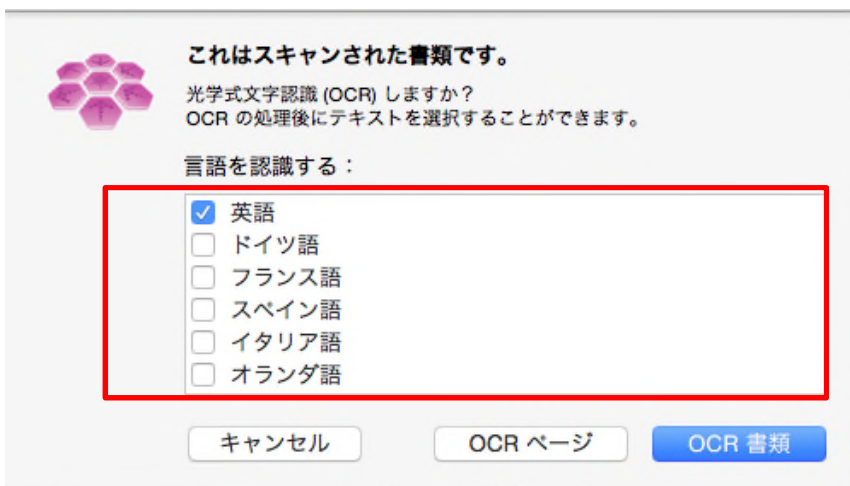 これはスキャンされた書類です。
光学式文字認識 (OCR) しますか？
OCR の処理後にテキストを選択することができます。
言語を認識する：
英語
ドイツ語
フランス語
スペイン語
イタリア語
オランダ語
キャンセル
OCR ページ
OCR 書類